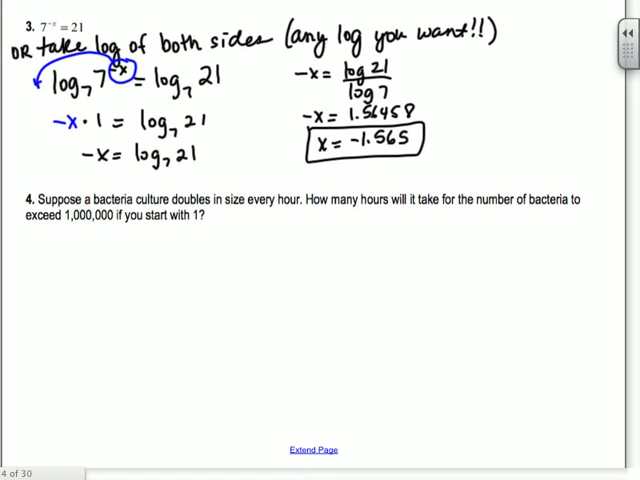 3. 7⁻ˣ = 21
OR take log of both sides (any log you want!!)
log₇ 7⁻ˣ = log₇ 21
-x · 1 = log₇ 21
-x = log₇ 21
-x = log 21 / log 7
-x = 1.56458
x = -1.565
4. Suppose a bacteria culture doubles in size every hour. How many hours will it take for the number of bacteria to
exceed 1,000,000 if you start with 1?
Extend Page
4 of 30